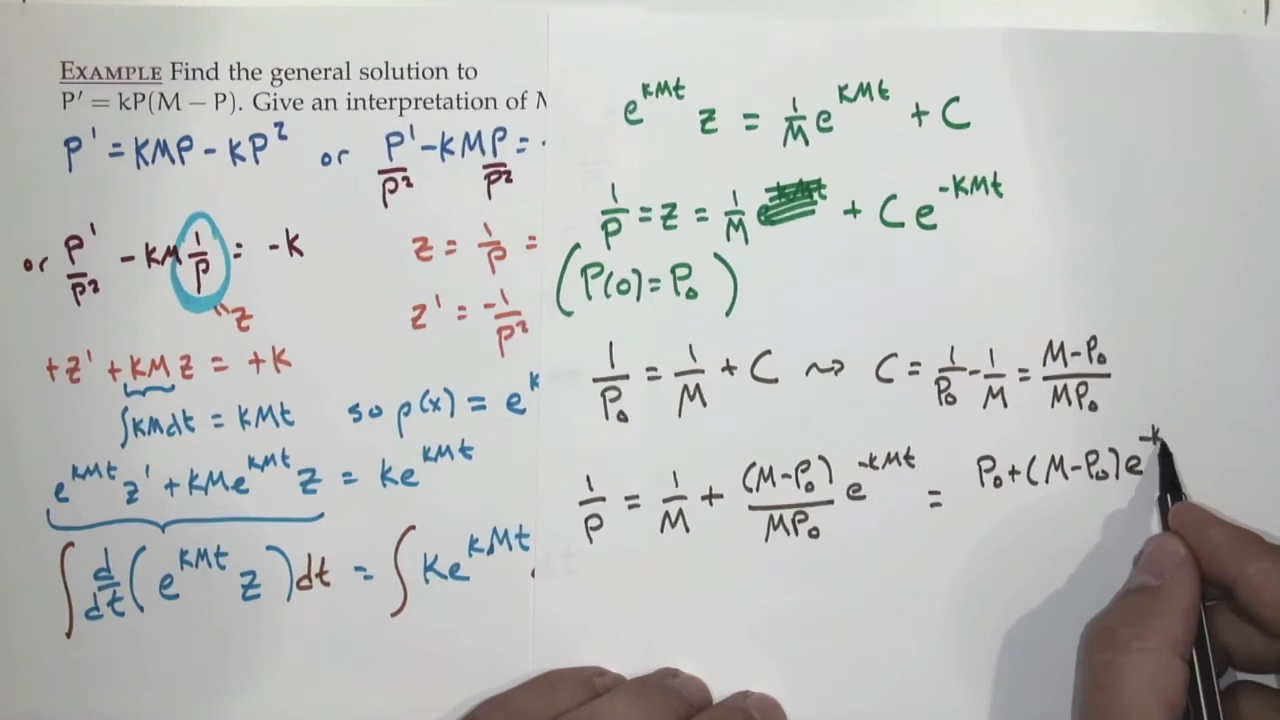 EXAMPLE Find the general solution to
P′ = kP(M − P). Give an interpretation of M
P' = KMP - kP² or P'/P² - kMP/P² = -
or P'/P² - KM 1/P = -K
"Z
z = 1/P =
z' = -1/P²
+z' + KM z = +K
∫KMdt = KMt so ρ(x) = e^k
e^{KMt} z' + KMe^{KMt} z = Ke^{KMt}
∫ d/dt (e^{KMt} z) dt = ∫ Ke^{KMt}
e^{KMt} z = 1/M e^{KMt} + C
1/P = z = 1/M + Ce^{-KMt}
(P(0) = P₀)
1/P₀ = 1/M + C ⇝ C = 1/P₀ - 1/M = M-P₀/MP₀
1/P = 1/M + (M-P₀)/MP₀ e^{-kMt} = P₀+(M-P₀)e^{-k